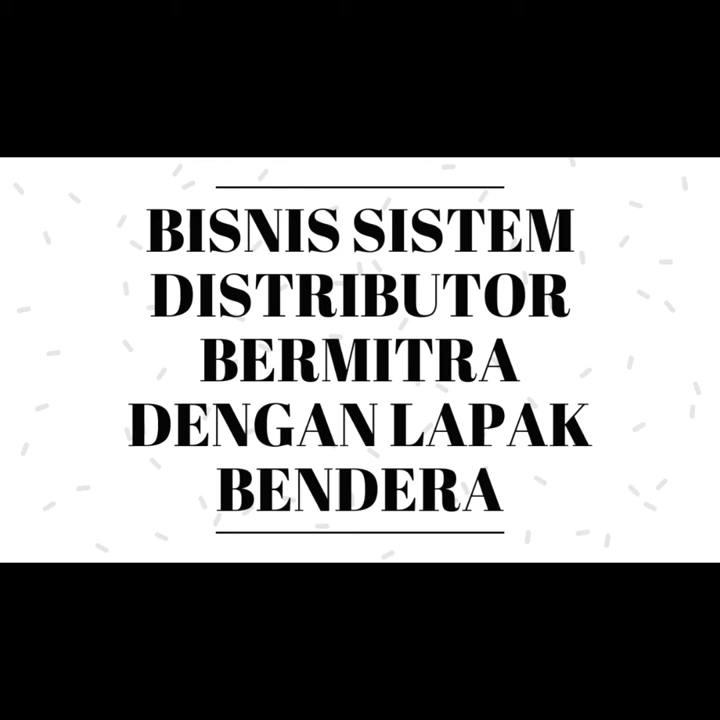 BISNIS SISTEM
DISTRIBUTOR
BERMITRA
DENGAN LAPAK
BENDERA